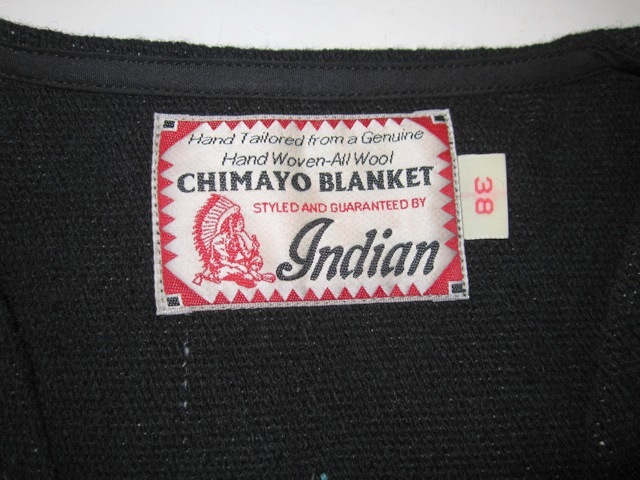 Hand Tailored from a Genuine
Hand Woven-All Wool
CHIMAYO BLANKET
STYLED AND GUARANTEED BY
Indian
38